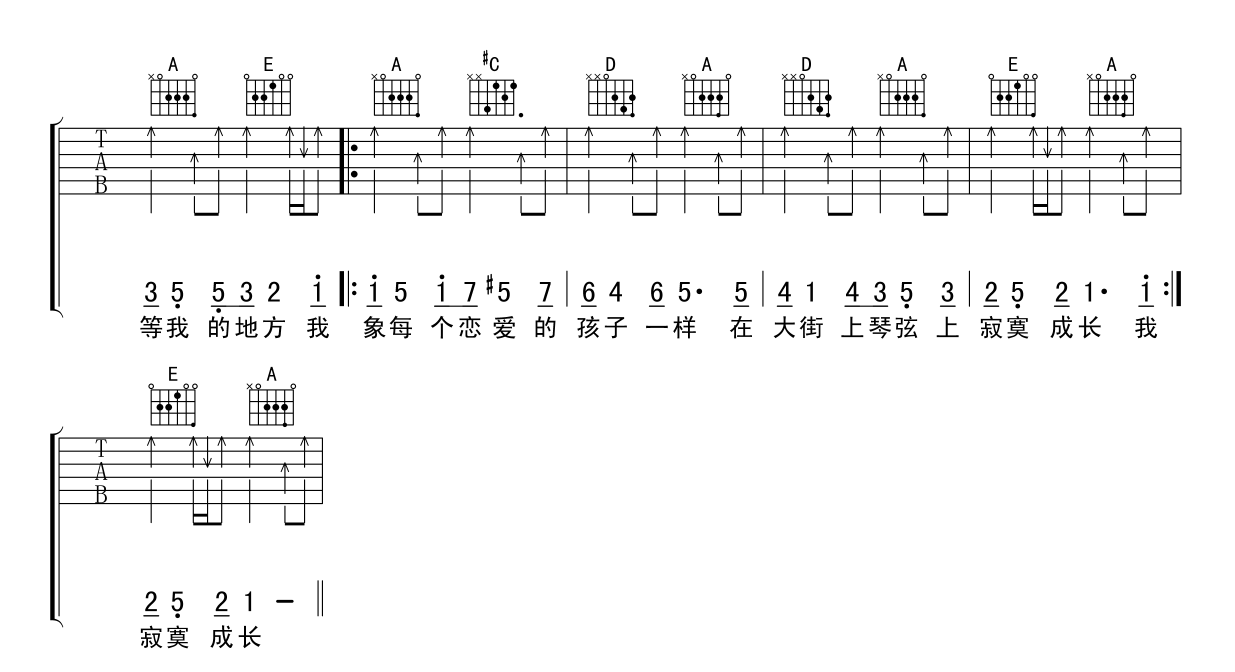 A E A #C D A D A E A
T
A
B
3 5 5 3 2 i |: i 5 i 7 #5 7 | 6 4 6 5· 5 | 4 1 4 3 5 3 | 2 5 2 1· i :|
等我 的地方 我 象每 个恋 爱 的 孩子 一样 在 大街 上琴弦 上 寂寞 成长 我
E A
T
A
B
2 5 2 1 – ||
寂寞 成长